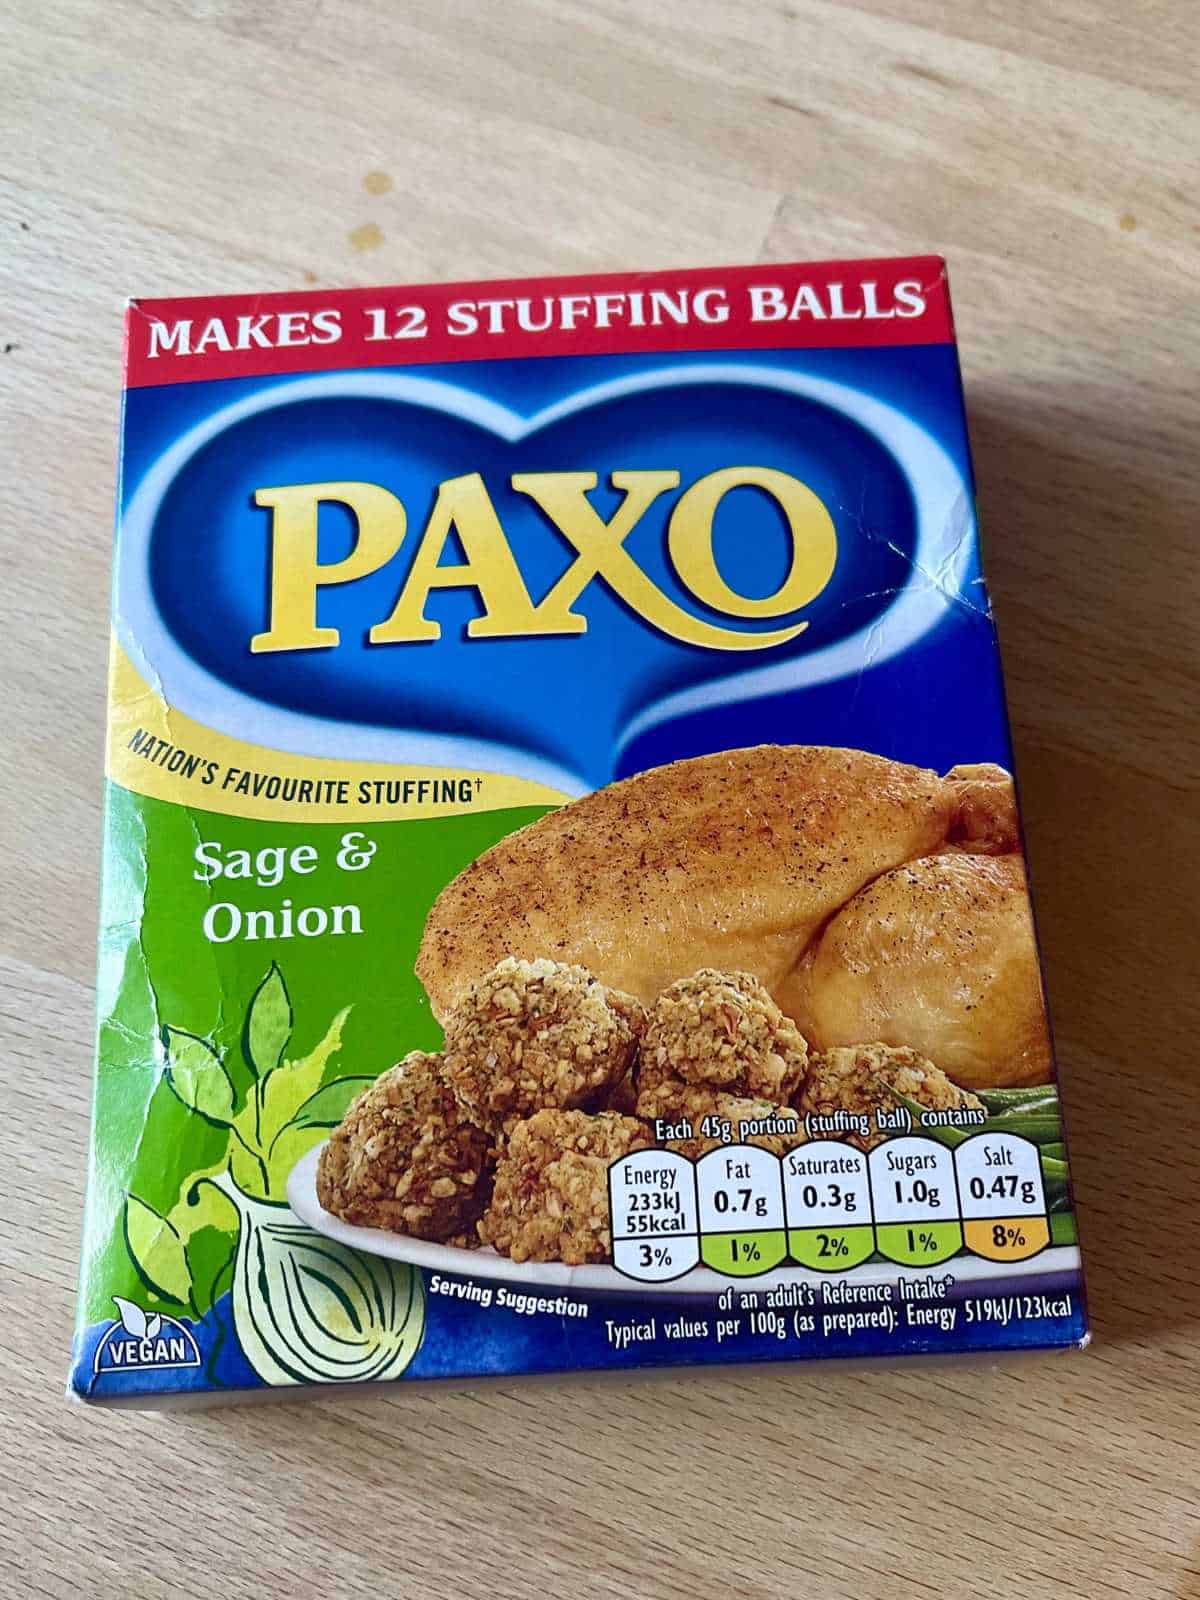 MAKES 12 STUFFING BALLS
PAXO
NATION'S FAVOURITE STUFFING†
Sage &
Onion
Each 45g portion (stuffing ball) contains
Energy
233kJ
55kcal
3%
Fat
0.7g
1%
Saturates
0.3g
2%
Sugars
1.0g
1%
Salt
0.47g
8%
of an adult's Reference Intake*
Typical values per 100g (as prepared): Energy 519kJ/123kcal
Serving Suggestion
VEGAN